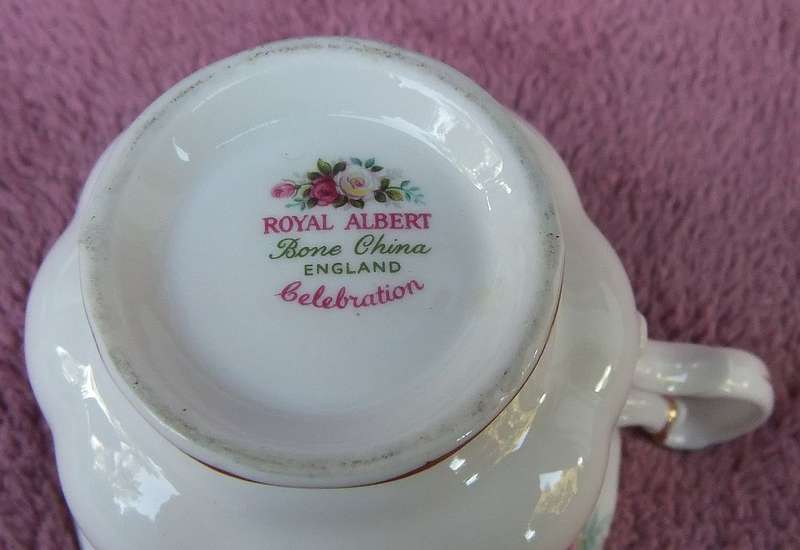 ROYAL ALBERT
Bone China
ENGLAND
Celebration